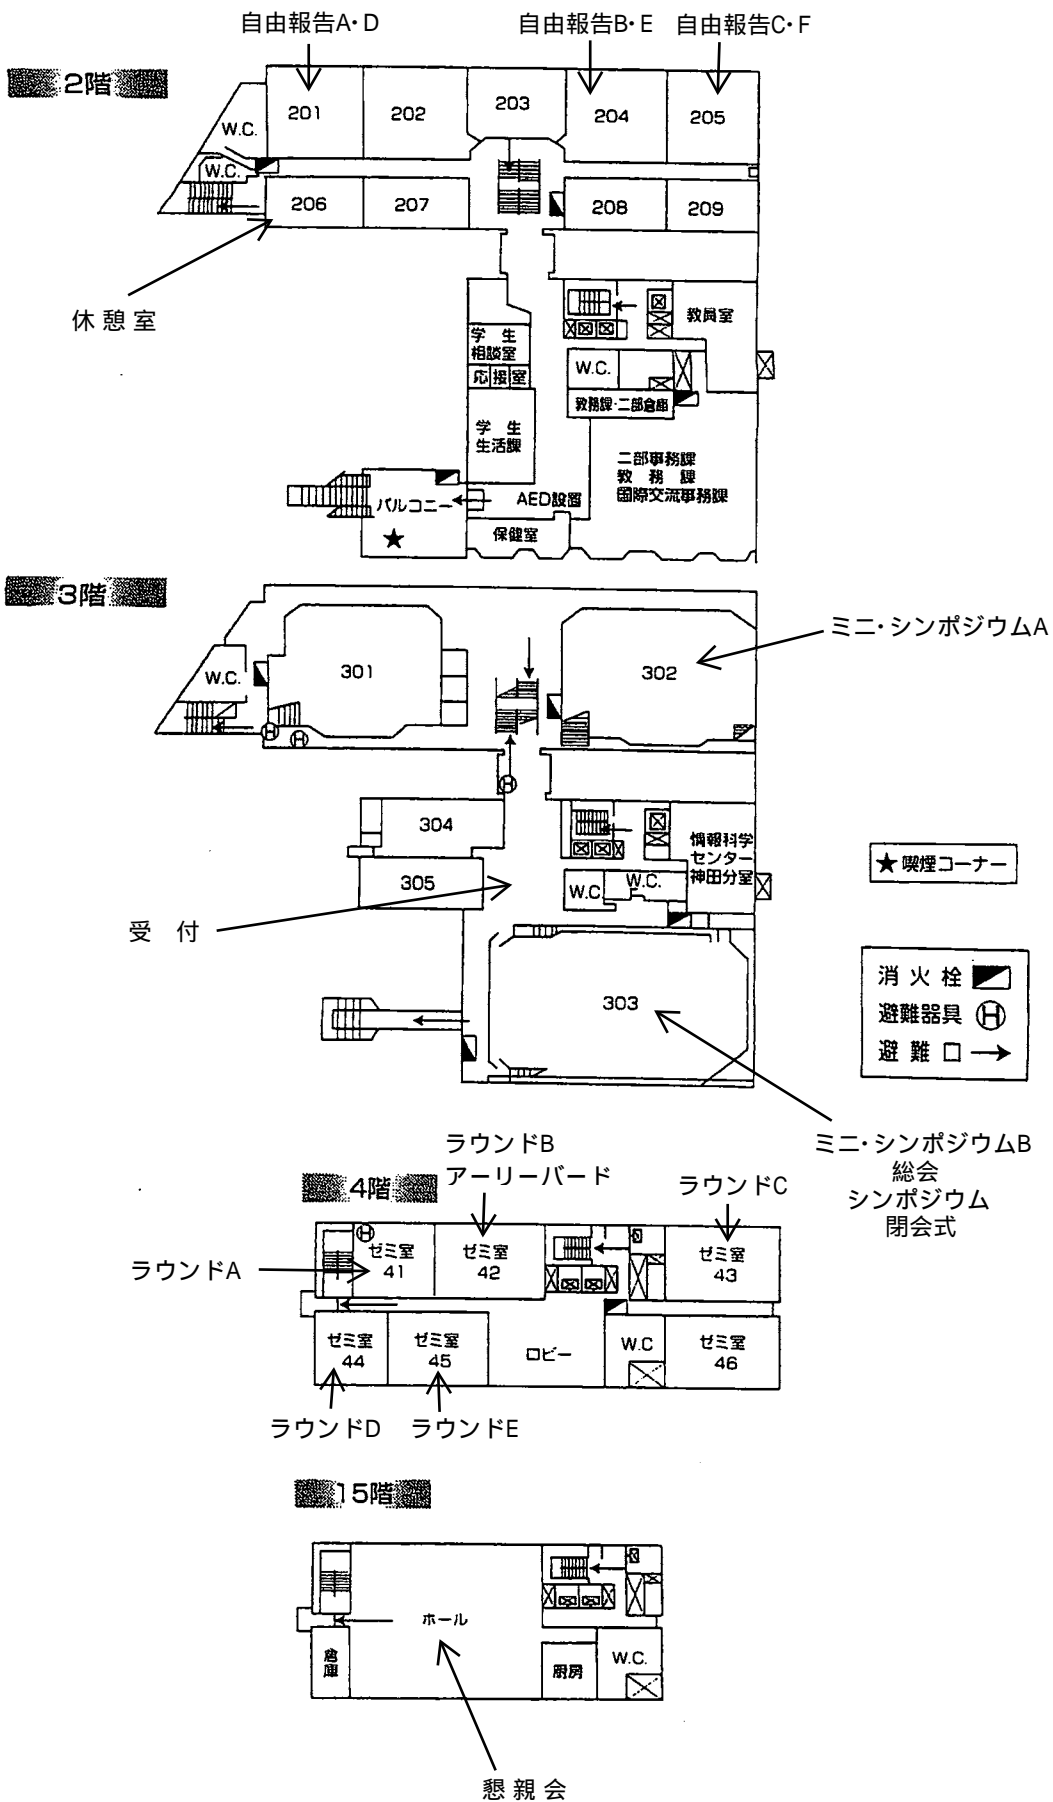 自由報告A・D
自由報告B・E
自由報告C・F
2階
201
202
203
204
205
W.C.
W.C.
206
207
208
209
休憩室
教員室
学生
相談室
応接室
W.C.
教務課・二部倉庫
学生
生活課
二部事務課
教務課
国際交流事務課
バルコニー
AED設置
★
保健室
3階
ミニ・シンポジウムA
301
302
W.C.
304
情報科学
センター
神田分室
★喫煙コーナー
305
W.C
W.C.
受付
303
消火栓
避難器具
避難口
ミニ・シンポジウムB
総会
シンポジウム
閉会式
ラウンドB
アーリーバード
4階
ラウンドC
ラウンドA
ゼミ室
41
ゼミ室
42
ゼミ室
43
ゼミ室
44
ゼミ室
45
ロビー
W.C
ゼミ室
46
ラウンドD
ラウンドE
15階
ホール
倉庫
厨房
W.C.
懇親会